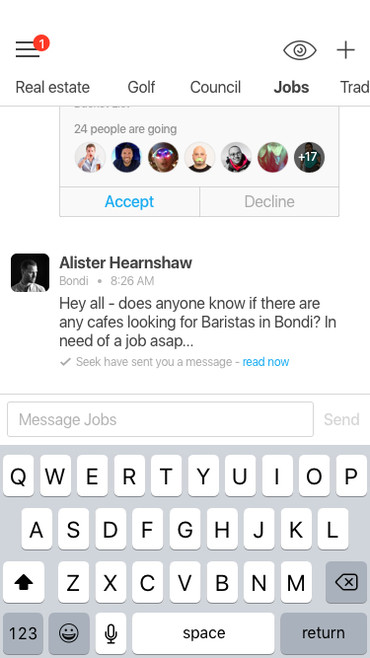 1
Real estate Golf Council Jobs Trad
24 people are going
+17
Accept Decline
Alister Hearnshaw
Bondi • 8:26 AM
Hey all - does anyone know if there are
any cafes looking for Baristas in Bondi? In
need of a job asap...
Seek have sent you a message - read now
Message Jobs Send
Q W E R T Y U I O P
A S D F G H J K L
Z X C V B N M
123 space return